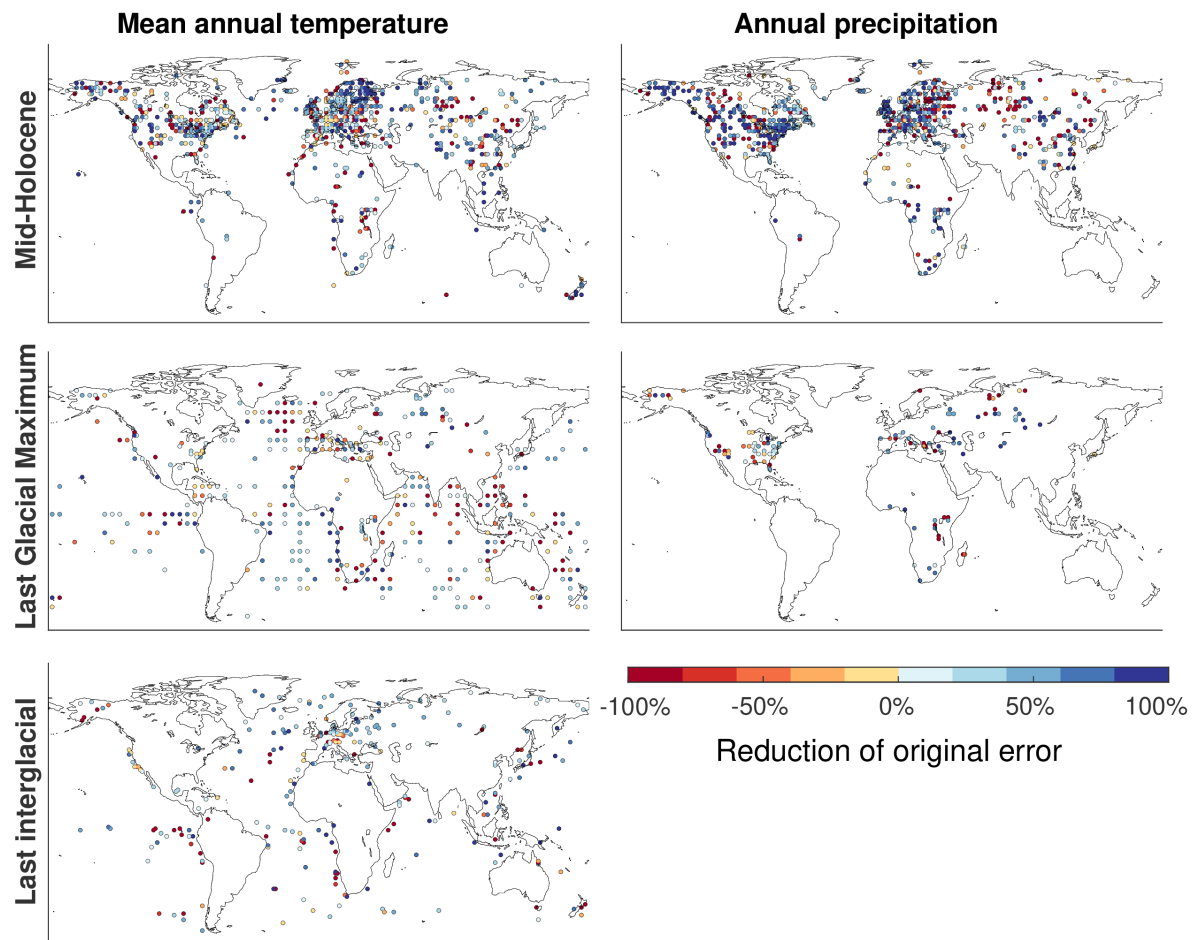 Mean annual temperature
Annual precipitation
Mid-Holocene
Last Glacial Maximum
Last interglacial
-100%
-50%
0%
50%
100%
Reduction of original error